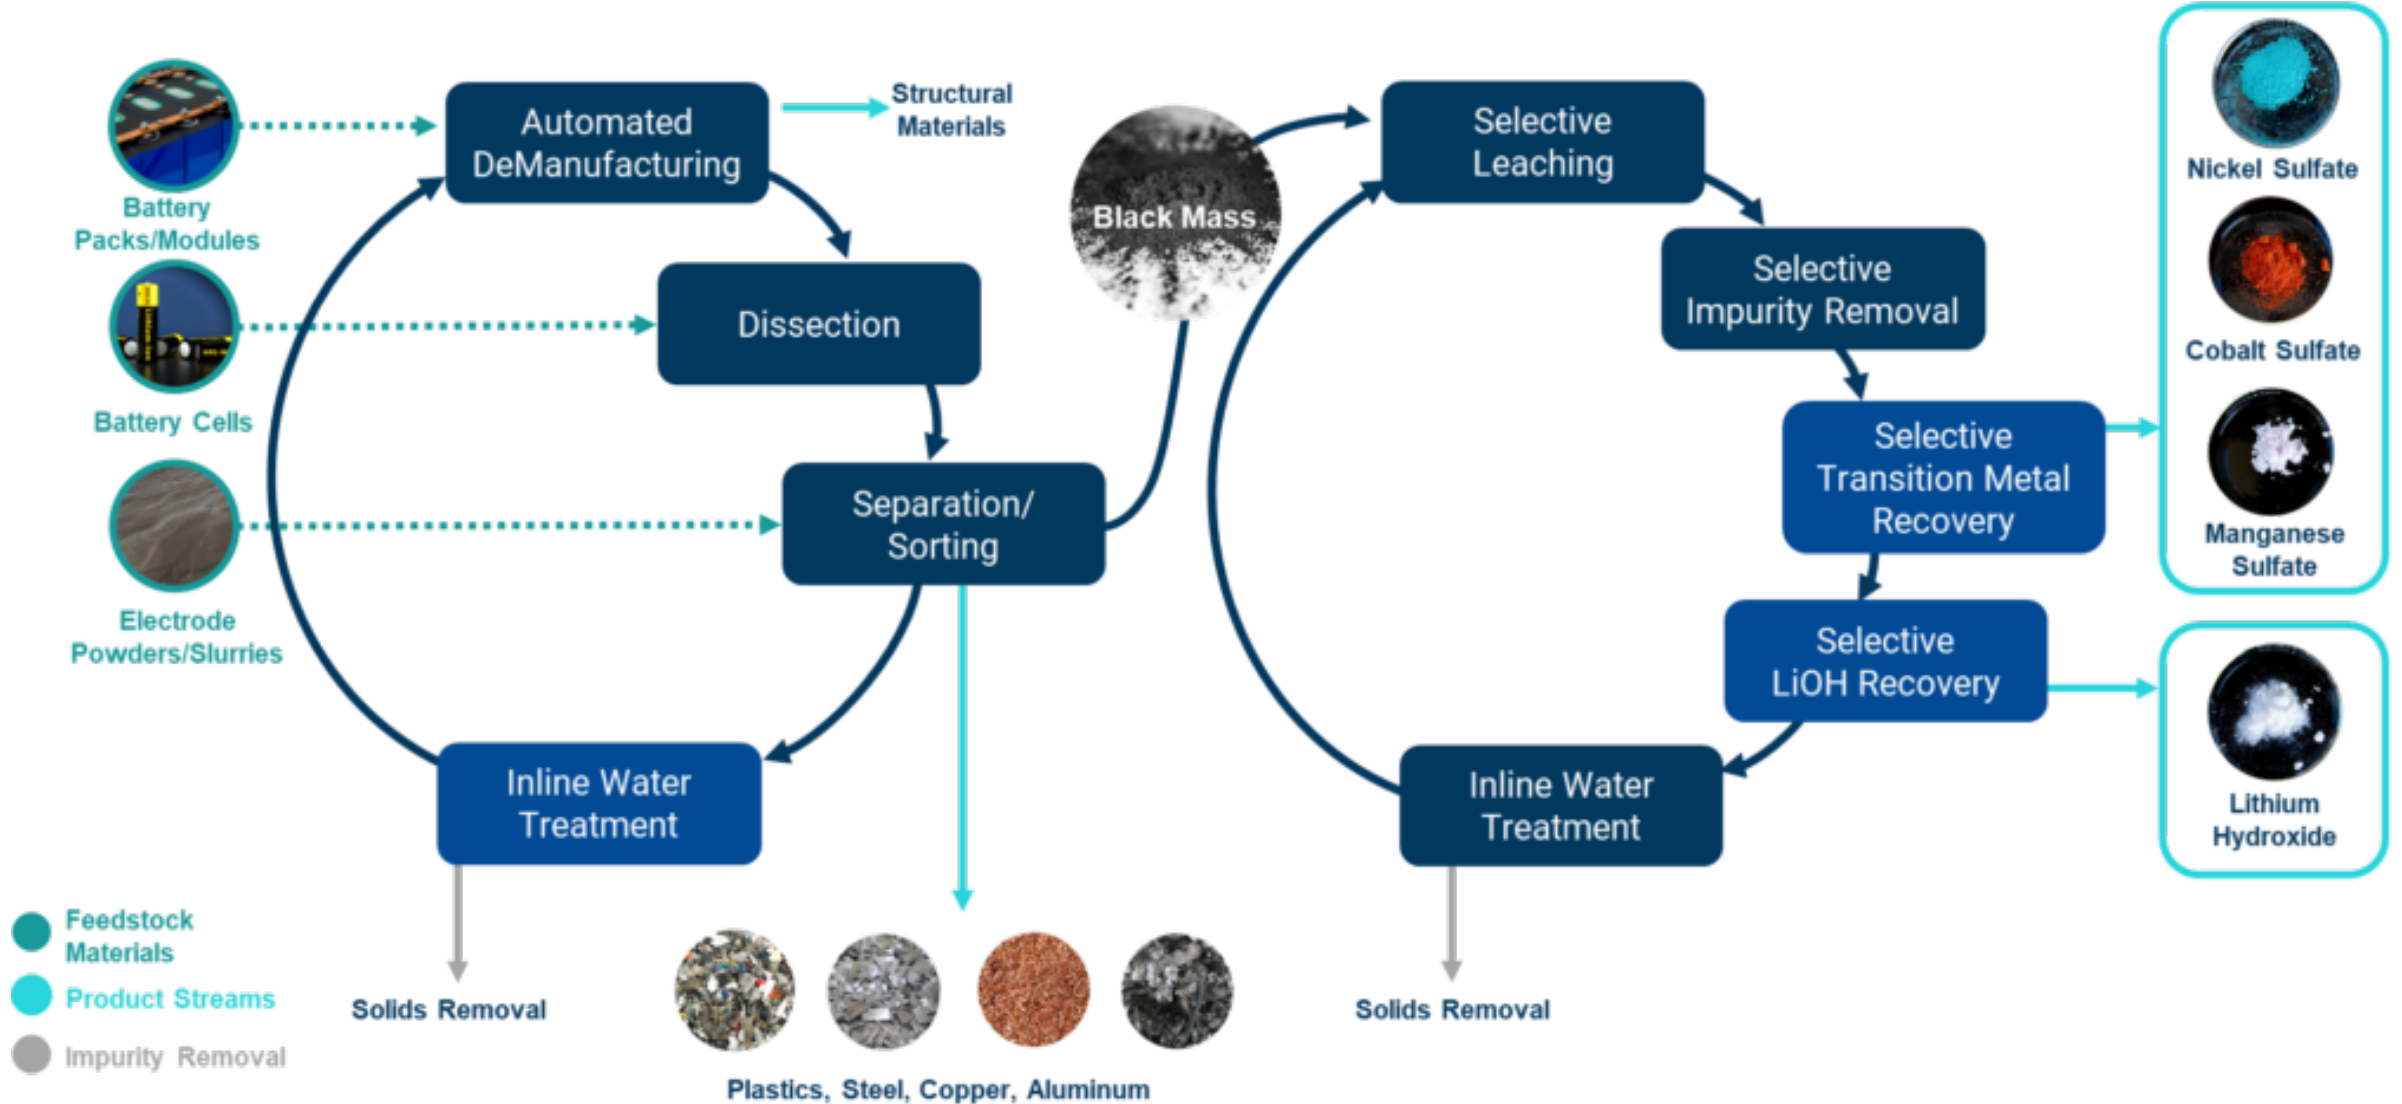 Battery
Packs/Modules
Battery Cells
Electrode
Powders/Slurries
Automated
DeManufacturing
Structural
Materials
Dissection
Separation/
Sorting
Inline Water
Treatment
Solids Removal
Plastics, Steel, Copper, Aluminum
Black Mass
Selective
Leaching
Selective
Impurity Removal
Selective
Transition Metal
Recovery
Selective
LiOH Recovery
Inline Water
Treatment
Solids Removal
Nickel Sulfate
Cobalt Sulfate
Manganese
Sulfate
Lithium
Hydroxide
Feedstock
Materials
Product Streams
Impurity Removal